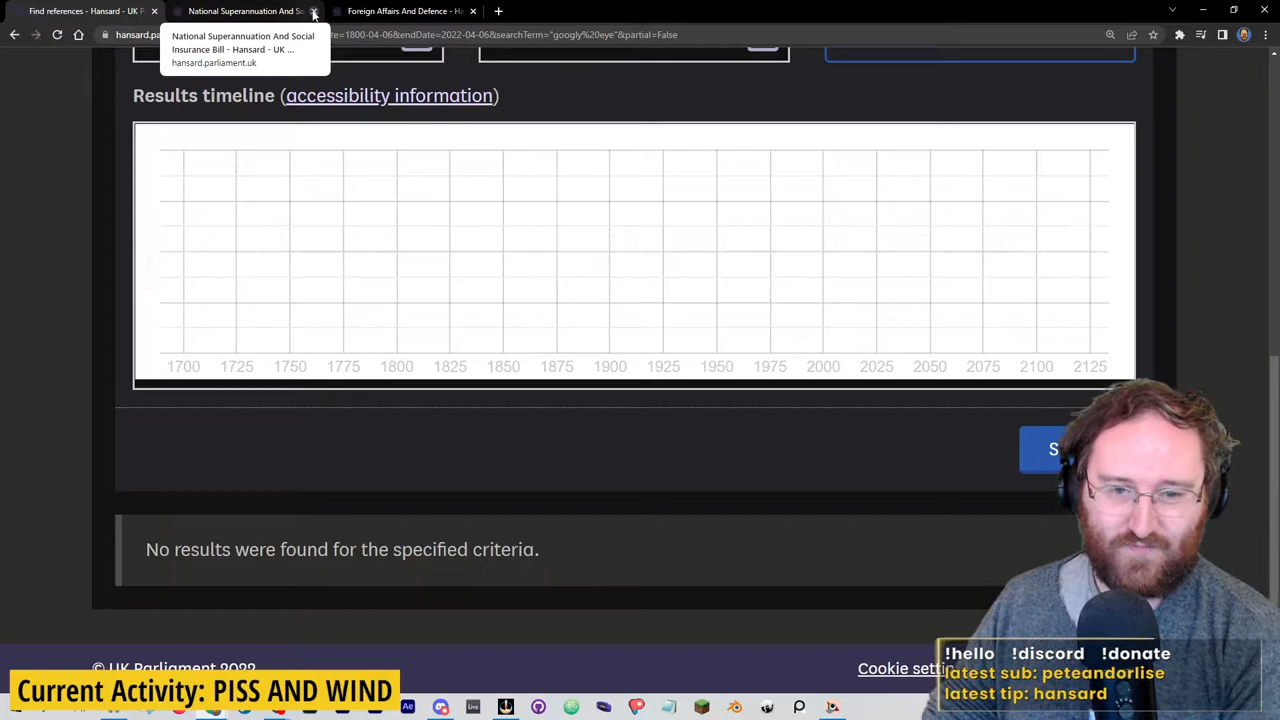 Find references - Hansard - UK P
National Superannuation And So
Foreign Affairs And Defence - Ha
hansard.pa
te=1800-04-06&endDate=2022-04-06&searchTerm="googly%20eye"&partial=False
National Superannuation And Social
Insurance Bill - Hansard - UK ...
hansard.parliament.uk
Results timeline (accessibility information)
1700 1725 1750 1775 1800 1825 1850 1875 1900 1925 1950 1975 2000 2025 2050 2075 2100 2125
S
No results were found for the specified criteria.
© UK Parliament 2022
Cookie setti
Current Activity: PISS AND WIND
!hello !discord !donate
latest sub: peteandorlise
latest tip: hansard
Ae
Live